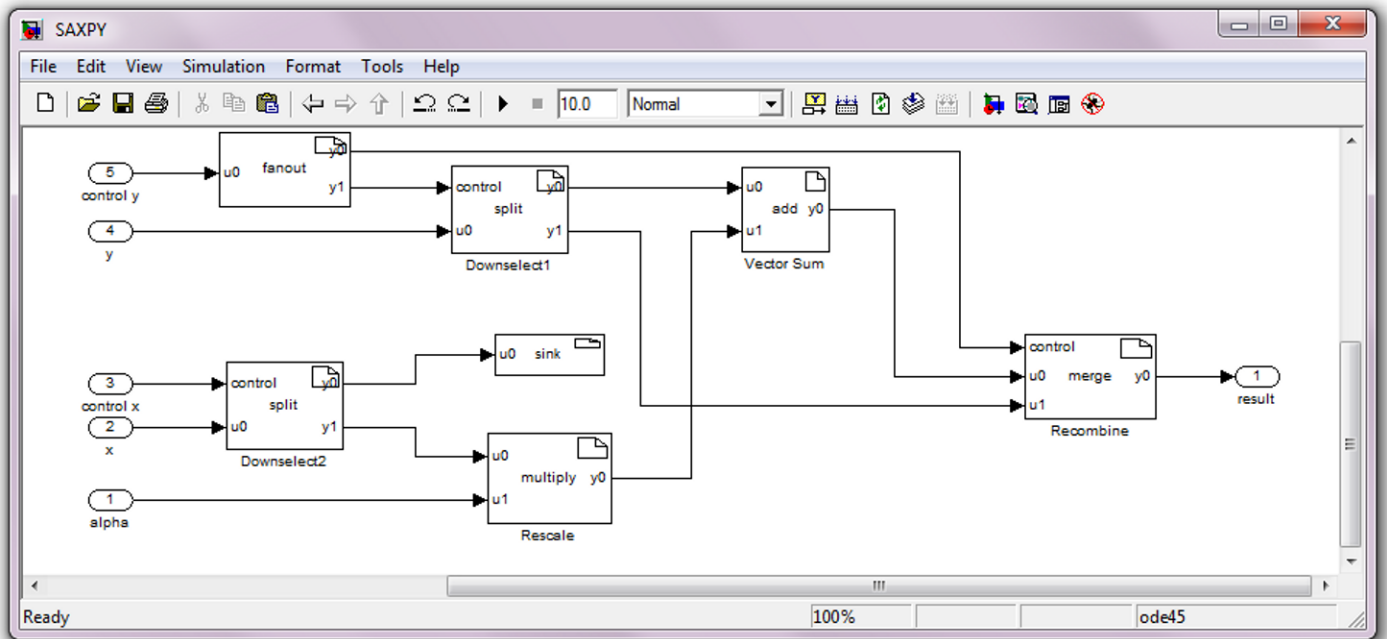 SAXPY
File Edit View Simulation Format Tools Help
10.0 Normal
5
control y
u0 fanout y0
y1
4
y
control split y0
u0 y1
Downselect1
u0 add y0
u1
Vector Sum
u0 sink
3
control x
2
x
control split y0
u0 y1
Downselect2
1
alpha
u0 multiply y0
u1
Rescale
control
u0 merge y0
u1
Recombine
1
result
Ready 100% ode45